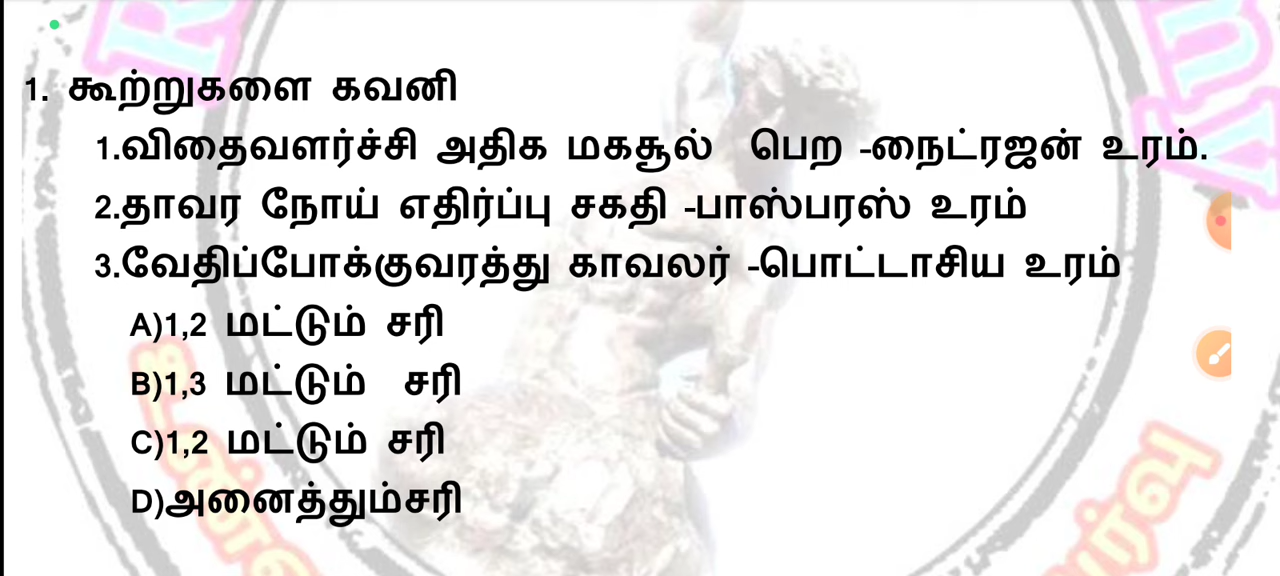 1. கூற்றுகளை கவனி
1.விதைவளர்ச்சி அதிக மகசூல் பெற -நைட்ரஜன் உரம்.
2.தாவர நோய் எதிர்ப்பு சகதி -பாஸ்பரஸ் உரம்
3.வேதிப்போக்குவரத்து காவலர் -பொட்டாசிய உரம்
A)1,2 மட்டும் சரி
B)1,3 மட்டும் சரி
C)1,2 மட்டும் சரி
D)அனைத்தும்சரி